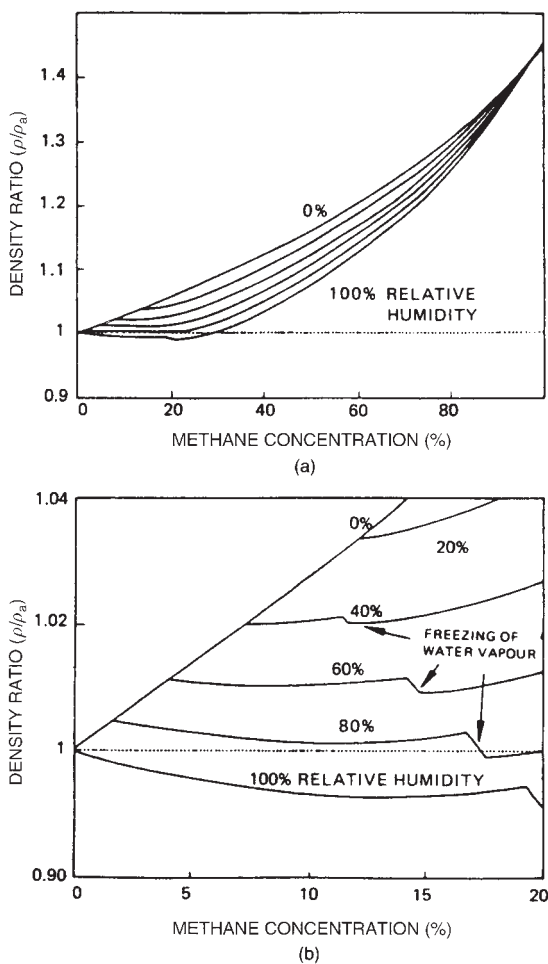 1.4
1.3
1.2
1.1
1
0.9
DENSITY RATIO (ρ/ρa)
0%
100% RELATIVE
HUMIDITY
0 20 40 60 80
METHANE CONCENTRATION (%)
(a)
1.04
1.02
1
0.90
DENSITY RATIO (ρ/ρa)
0%
20%
40%
FREEZING OF
WATER VAPOUR
60%
80%
100% RELATIVE HUMIDITY
0 5 10 15 20
METHANE CONCENTRATION (%)
(b)